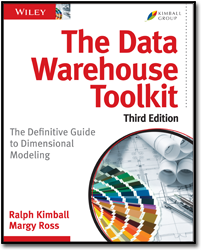 WILEY
KIMBALL
GROUP
The Data
Warehouse
Toolkit
Third Edition
The Definitive Guide
to Dimensional
Modeling
Ralph Kimball
Margy Ross